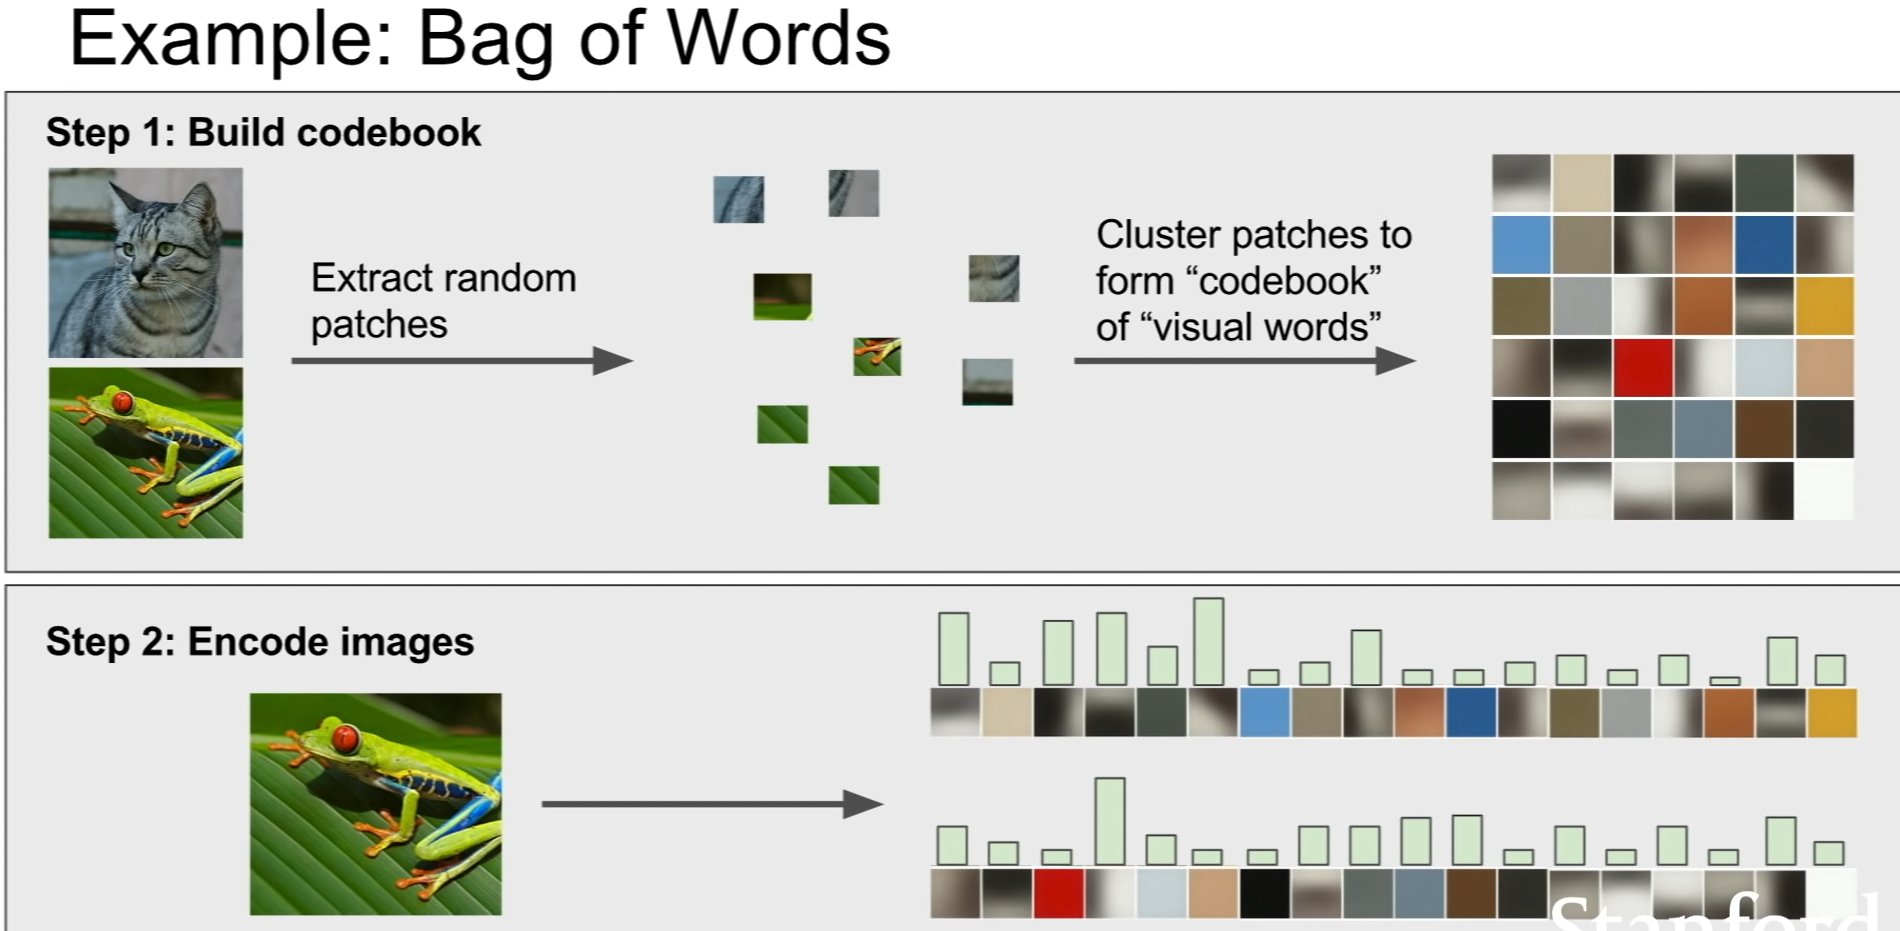 Example: Bag of Words
Step 1: Build codebook
Extract random
patches
Cluster patches to
form “codebook”
of “visual words”
Step 2: Encode images
Stanford